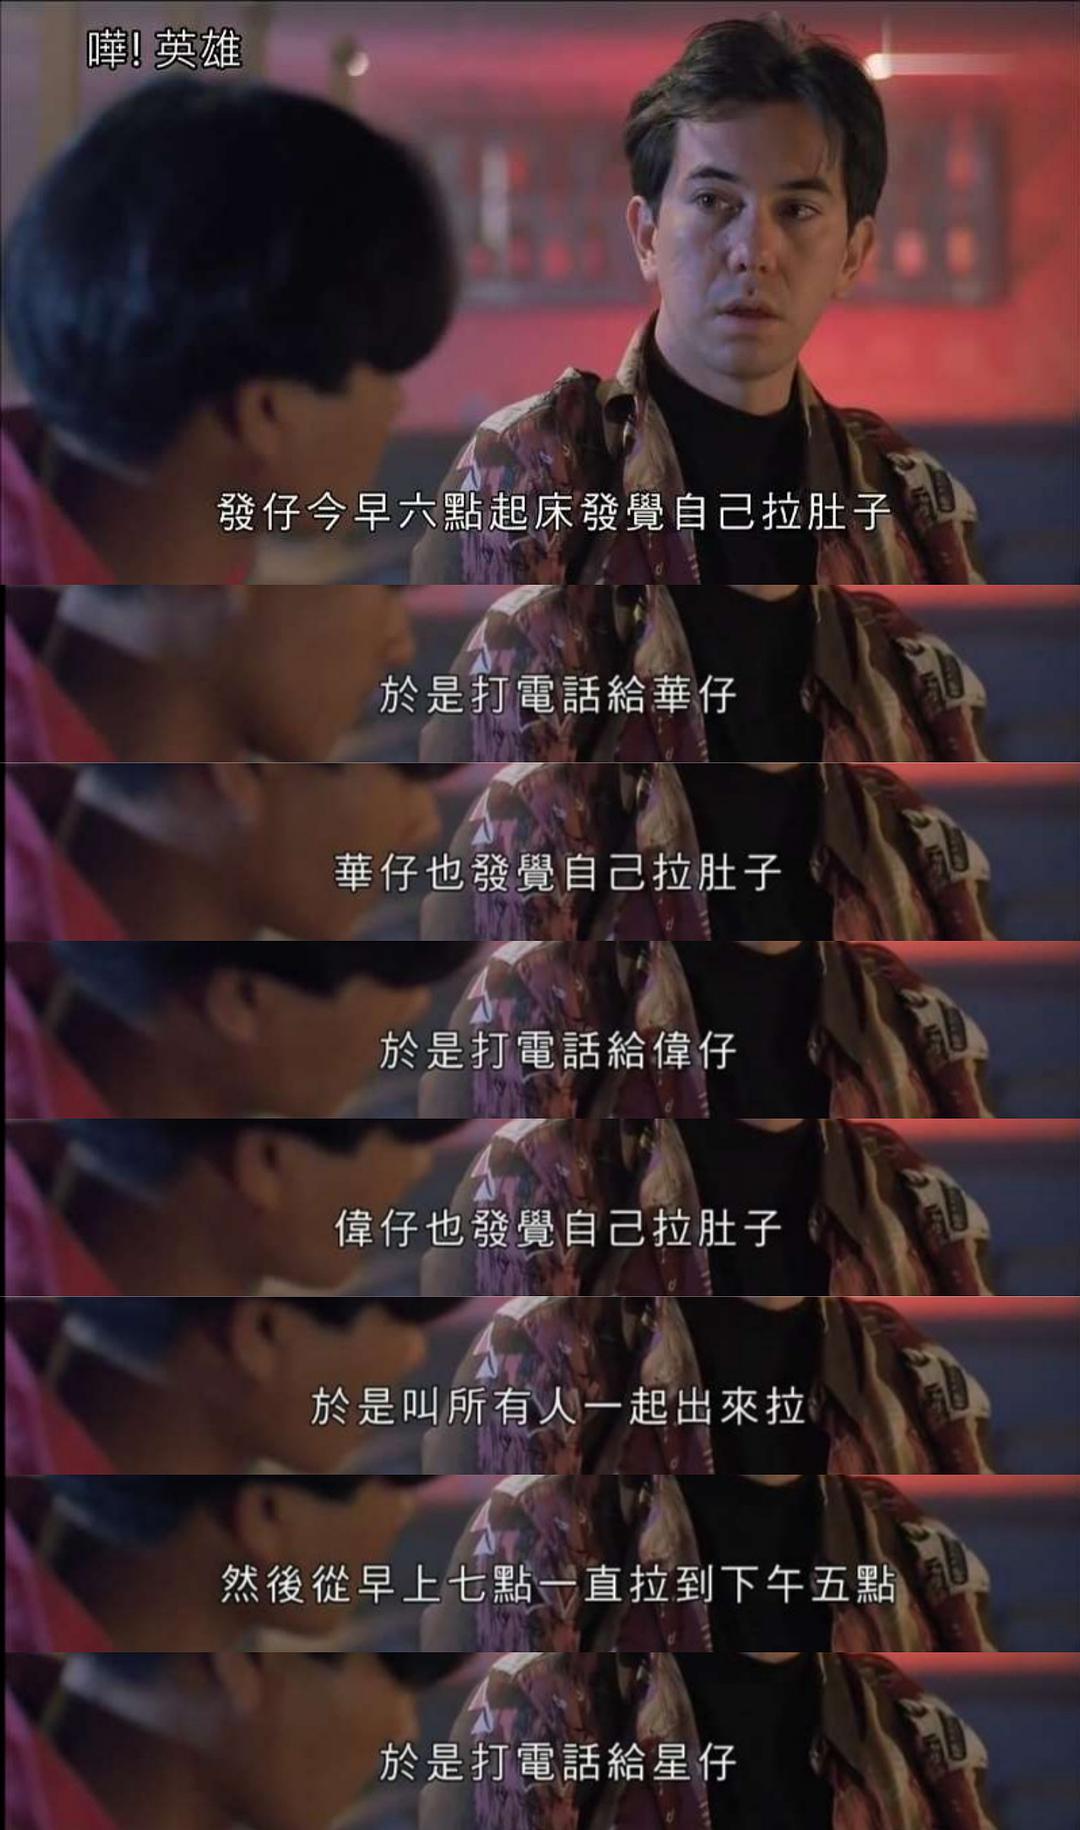 嘩! 英雄
發仔今早六點起床發覺自己拉肚子
於是打電話給華仔
華仔也發覺自己拉肚子
於是打電話給偉仔
偉仔也發覺自己拉肚子
於是叫所有人一起出來拉
然後從早上七點一直拉到下午五點
於是打電話給星仔